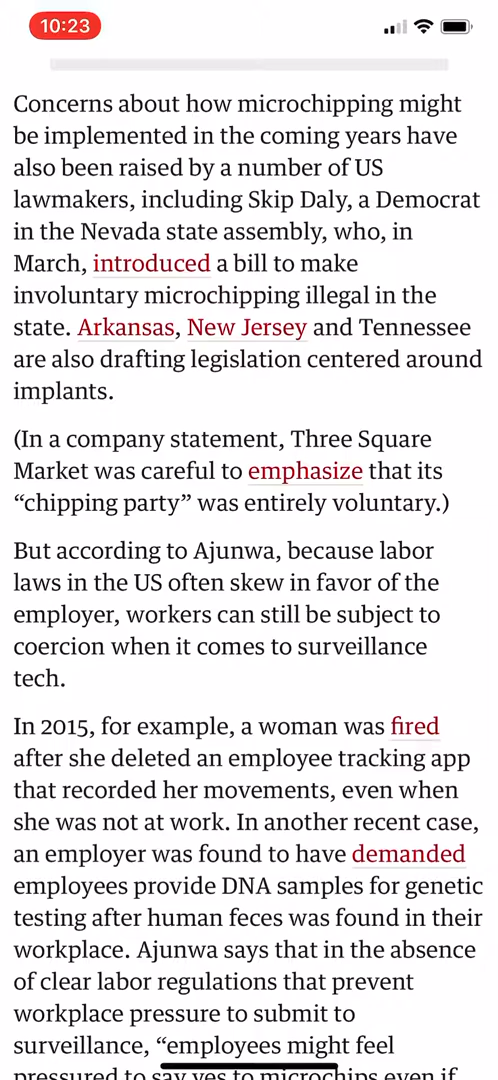 10:23
Concerns about how microchipping might
be implemented in the coming years have
also been raised by a number of US
lawmakers, including Skip Daly, a Democrat
in the Nevada state assembly, who, in
March, introduced a bill to make
involuntary microchipping illegal in the
state. Arkansas, New Jersey and Tennessee
are also drafting legislation centered around
implants.
(In a company statement, Three Square
Market was careful to emphasize that its
“chipping party” was entirely voluntary.)
But according to Ajunwa, because labor
laws in the US often skew in favor of the
employer, workers can still be subject to
coercion when it comes to surveillance
tech.
In 2015, for example, a woman was fired
after she deleted an employee tracking app
that recorded her movements, even when
she was not at work. In another recent case,
an employer was found to have demanded
employees provide DNA samples for genetic
testing after human feces was found in their
workplace. Ajunwa says that in the absence
of clear labor regulations that prevent
workplace pressure to submit to
surveillance, “employees might feel
pressured to say yes to microchips even if